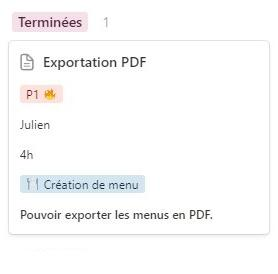 Terminées 1
Exportation PDF
P1 🔥
Julien
4h
🍴 Création de menu
Pouvoir exporter les menus en PDF.